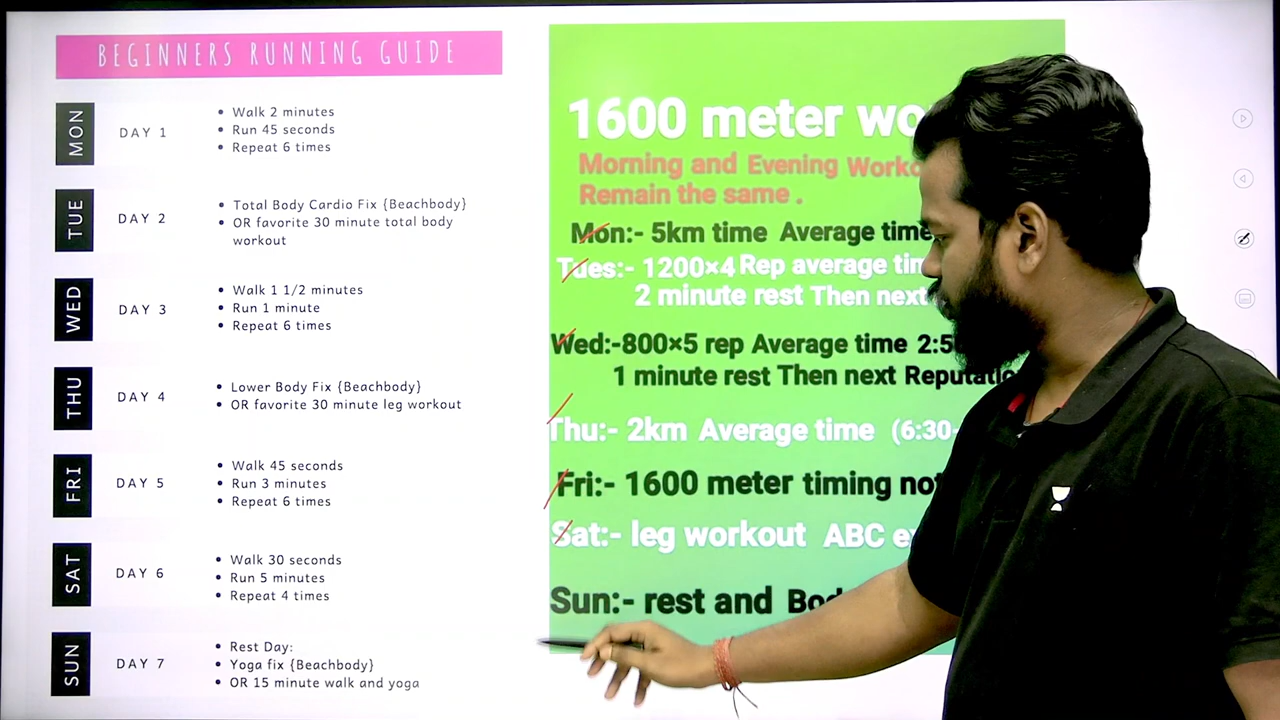 BEGINNERS RUNNING GUIDE
MON
DAY 1
Walk 2 minutes
Run 45 seconds
Repeat 6 times
TUE
DAY 2
Total Body Cardio Fix {Beachbody}
OR favorite 30 minute total body
workout
WED
DAY 3
Walk 1 1/2 minutes
Run 1 minute
Repeat 6 times
THU
DAY 4
Lower Body Fix {Beachbody}
OR favorite 30 minute leg workout
FRI
DAY 5
Walk 45 seconds
Run 3 minutes
Repeat 6 times
SAT
DAY 6
Walk 30 seconds
Run 5 minutes
Repeat 4 times
SUN
DAY 7
Rest Day:
Yoga fix {Beachbody}
OR 15 minute walk and yoga
1600 meter
Morning and Evening
Remain the same .
Mon:- 5km time Average time
Tues:- 1200×4 Rep average
2 minute rest Then next
Wed:-800×5 rep Average time
1 minute rest Then next
Thu:- 2km Average time (6:30-
Fri:- 1600 meter timing
Sat:- leg workout ABC
Sun:- rest and